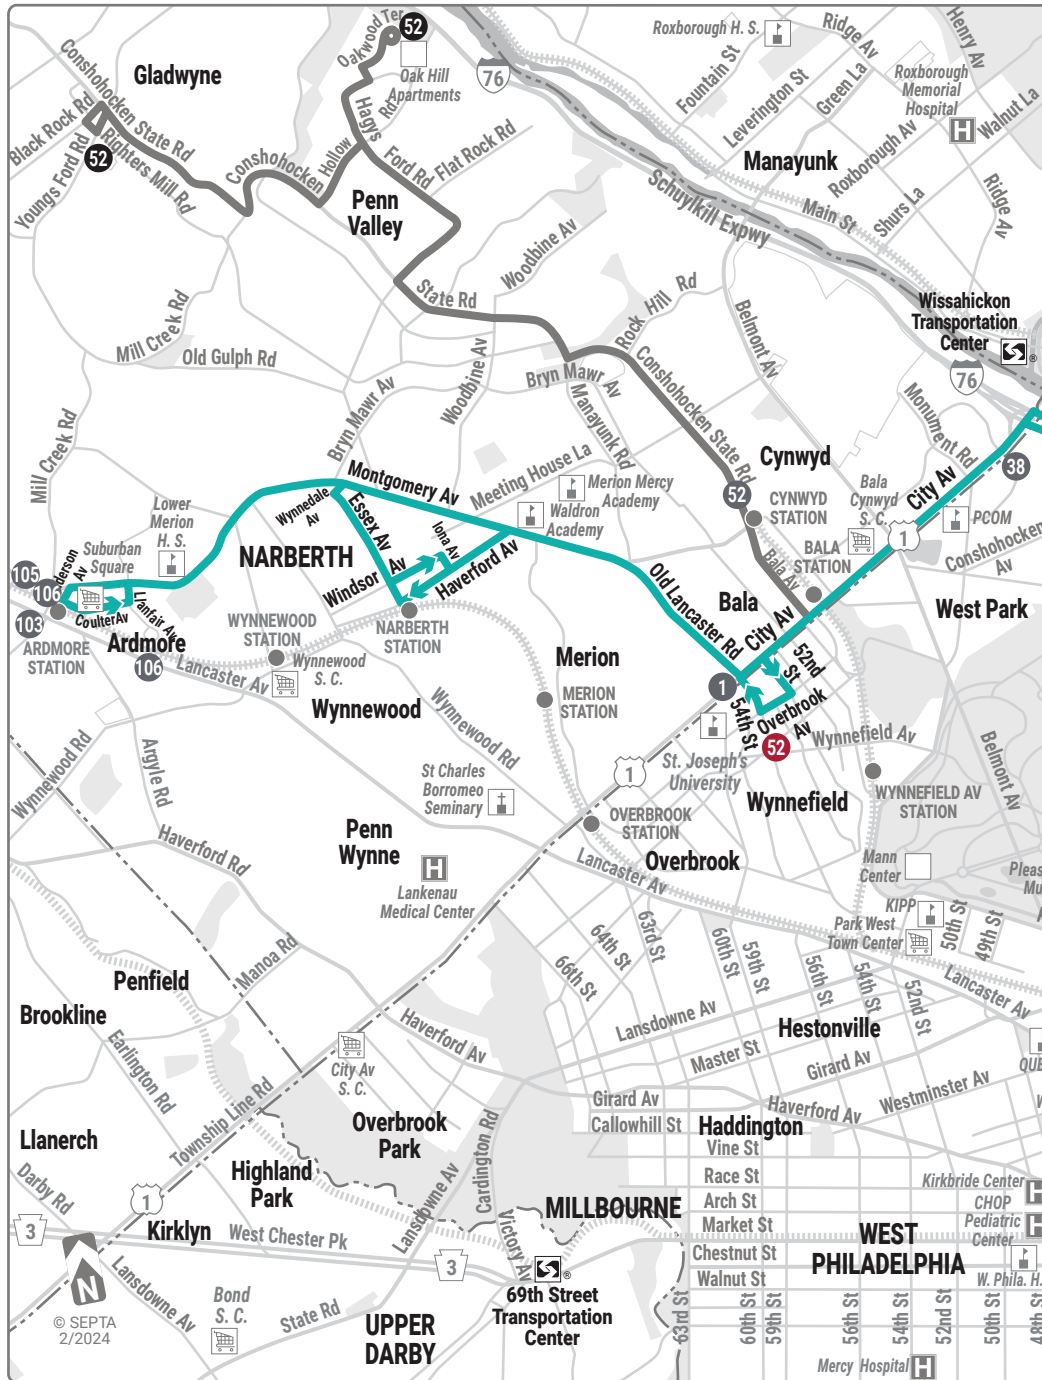 Oakwood Ter
52
Roxborough H. S.
Ridge Av
Henry Av
Conshohocken State Rd
Gladwyne
Oak Hill
Apartments
76
Fountain St
Leverington St
Green La
Roxborough
Memorial
Hospital
H
Walnut La
Black Rock Rd
52
Youngs Ford Rd
Righters Mill Rd
Hagys
Rd
Hollow
Ford Rd
Flat Rock Rd
Conshohocken
Penn
Valley
Manayunk
Roxborough Av
Schuylkill Expwy
Main St
Shurs La
Ridge Av
Woodbine Av
State Rd
Rock Hill Rd
Belmont Av
Wissahickon
Transportation
Center
®
76
Mill Creek Rd
Old Gulph Rd
Bryn Mawr Av
Woodbine Av
Bryn Mawr Av
Manayunk Rd
Conshohocken State Rd
Monument Rd
Mill Creek Rd
Montgomery Av
Meeting House La
Merion Mercy
Academy
Waldron
Academy
Cynwyd
52
CYNWYD
STATION
Bala
Cynwyd
S. C.
City Av
38
PCOM
1
Conshohocken
Av
Lower
Merion
H. S.
Wynnedale
Av
Essex Av
Iona Av
Haverford Av
Windsor Av
NARBERTH
Suburban
Square
105
106
103
derson
Av
Coulter Av
Llanfair Av
ARDMORE
STATION
Ardmore
106
Lancaster Av
WYNNEWOOD
STATION
Wynnewood
S. C.
NARBERTH
STATION
Old Lancaster Rd
Bala Av
BALA
STATION
Bala
City Av
West Park
52nd
St
Merion
MERION
STATION
1
54th St
Overbrook
Av
52
Wynnefield Av
St. Joseph's
University
Wynnewood
Wynnewood Rd
Wynnewood Rd
Argyle Rd
1
WYNNEFIELD AV
STATION
Belmont Av
Wynnefield
St Charles
Borromeo
Seminary
OVERBROOK
STATION
Overbrook
Haverford Rd
Penn
Wynne
H
Lankenau
Medical Center
Lancaster Av
Mann
Center
KIPP
Park West
Town Center
50th St
49th St
Lancaster Av
63rd St
64th St
66th St
60th St
59th St
56th St
54th St
52nd St
Manoa Rd
Penfield
Brookline
Earlington Rd
Haverford Av
Lansdowne Av
Hestonville
Master St
Girard Av
City Av
S. C.
Westminster Av
Girard Av
Haverford Av
Callowhill St
Haddington
Vine St
Township Line Rd
Overbrook
Park
Cardington Rd
Lansdowne Av
Llanerch
Darby Rd
1
Highland
Park
Race St
Arch St
Market St
Chestnut St
Walnut St
Kirkbride Center
H
CHOP
Pediatric
Center
H
MILLBOURNE
WEST
PHILADELPHIA
W. Phila. H.
3
Kirklyn
West Chester Pk
3
Victory Av
®
69th Street
Transportation
Center
N
Lansdowne Av
Bond
S. C.
State Rd
UPPER
DARBY
63rd St
60th St
59th St
56th St
54th St
52nd St
50th St
48th St
Mercy Hospital
H
© SEPTA
2/2024